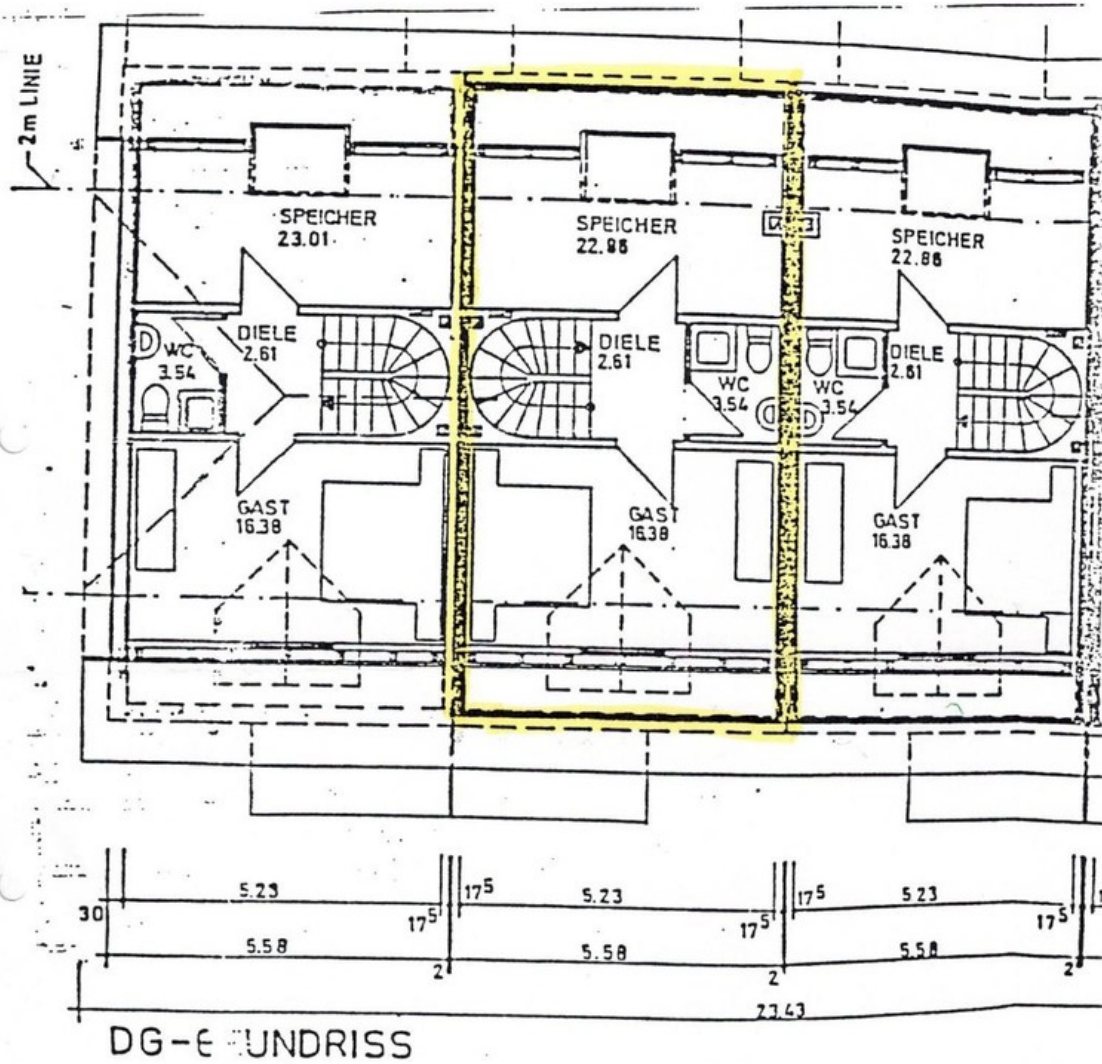 2m LINIE
SPEICHER
23.01
SPEICHER
22.86
SPEICHER
22.86
DIELE
2.61
WC
3.54
DIELE
2.61
WC
3.54
WC
3.54
DIELE
2.61
GAST
16.38
GAST
16.38
GAST
16.38
5.23
17⁵
5.23
17⁵
5.23
30
17⁵
17⁵
17⁵
5.58
5.58
5.58
2
2
2
23.43